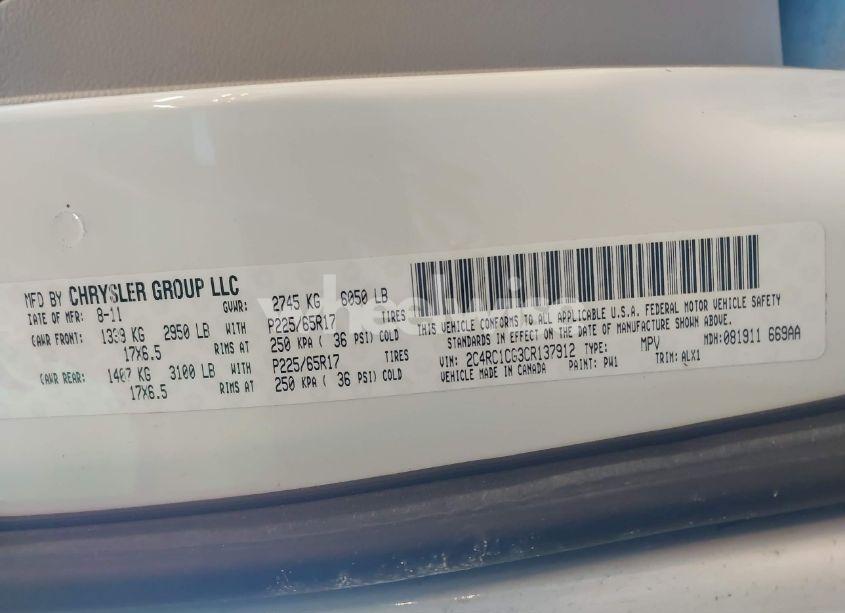 MFD BY CHRYSLER GROUP LLC
DATE OF MFR: 8-11 GVWR: 2745 KG 6050 LB
GAWR FRONT: 1339 KG 2950 LB WITH P225/65R17 TIRES
17X6.5 RIMS AT 250 KPA ( 36 PSI) COLD
GAWR REAR: 1407 KG 3100 LB WITH P225/65R17 TIRES
17X6.5 RIMS AT 250 KPA ( 36 PSI) COLD
THIS VEHICLE CONFORMS TO ALL APPLICABLE U.S.A. FEDERAL MOTOR VEHICLE SAFETY
STANDARDS IN EFFECT ON THE DATE OF MANUFACTURE SHOWN ABOVE.
VIN: 2C4RC1CG3CR137912 TYPE: MPV MDH:081911 669AA
VEHICLE MADE IN CANADA PAINT: PW1 TRIM: ALX1
wheelwire